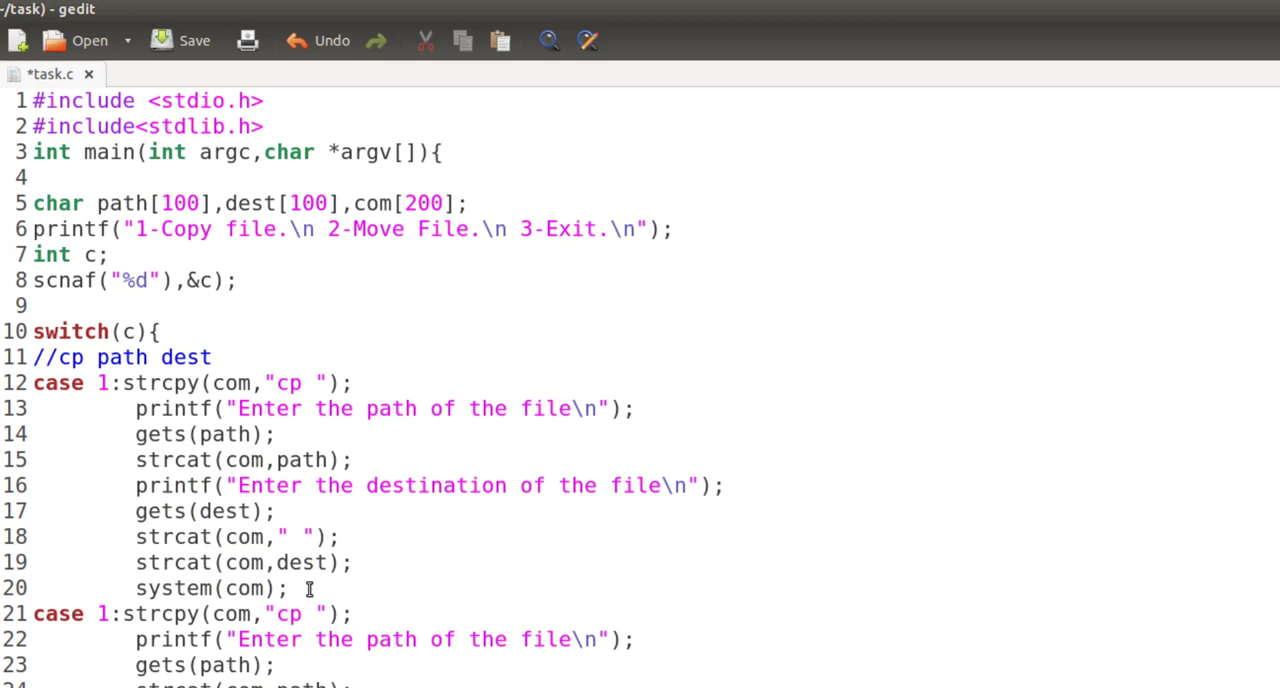 ~/task) - gedit
Open Save Undo
*task.c ×
1 #include <stdio.h>
2 #include<stdlib.h>
3 int main(int argc,char *argv[]){
4
5 char path[100],dest[100],com[200];
6 printf("1-Copy file.\n 2-Move File.\n 3-Exit.\n");
7 int c;
8 scnaf("%d"),&c);
9
10 switch(c){
11 //cp path dest
12 case 1:strcpy(com,"cp ");
13         printf("Enter the path of the file\n");
14         gets(path);
15         strcat(com,path);
16         printf("Enter the destination of the file\n");
17         gets(dest);
18         strcat(com," ");
19         strcat(com,dest);
20         system(com);
21 case 1:strcpy(com,"cp ");
22         printf("Enter the path of the file\n");
23         gets(path);
24         strcat(com,path);